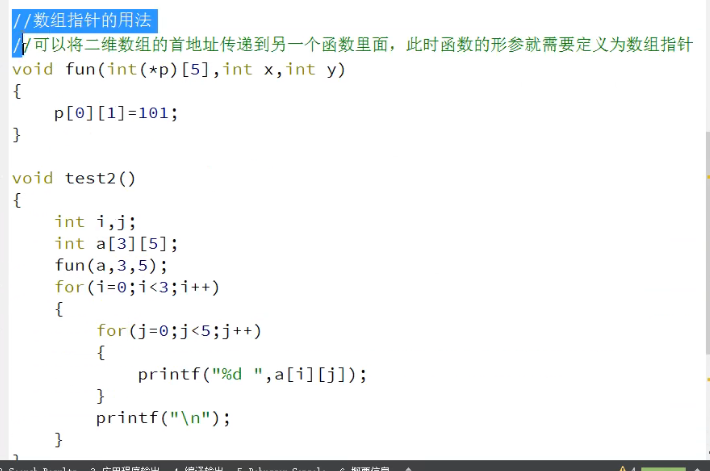 //数组指针的用法
//可以将二维数组的首地址传递到另一个函数里面，此时函数的形参就需要定义为数组指针
void fun(int(*p)[5],int x,int y)
{
    p[0][1]=101;
}
void test2()
{
    int i,j;
    int a[3][5];
    fun(a,3,5);
    for(i=0;i<3;i++)
    {
        for(j=0;j<5;j++)
        {
            printf("%d ",a[i][j]);
        }
        printf("\n");
    }